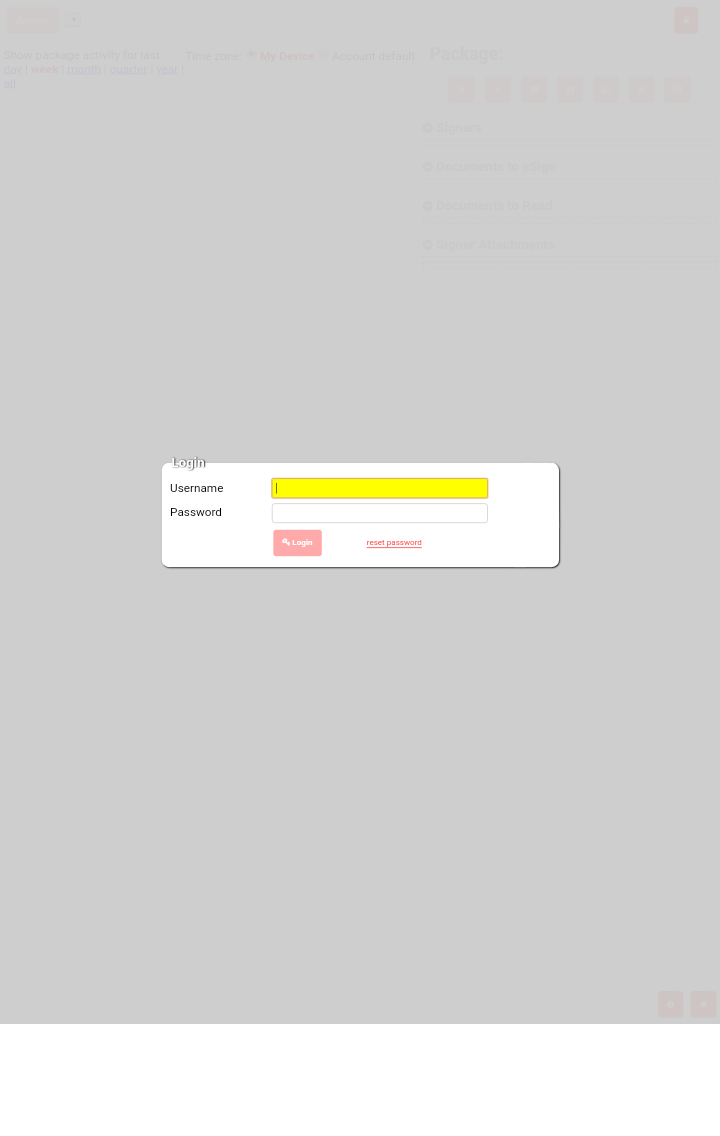 Show package activity for last
day | week | month | quarter | year |
all
Time zone: My Device Account default
Package:
Signers
Documents to eSign
Documents to Read
Signer Attachments
Login
Username
Password
Login
reset password